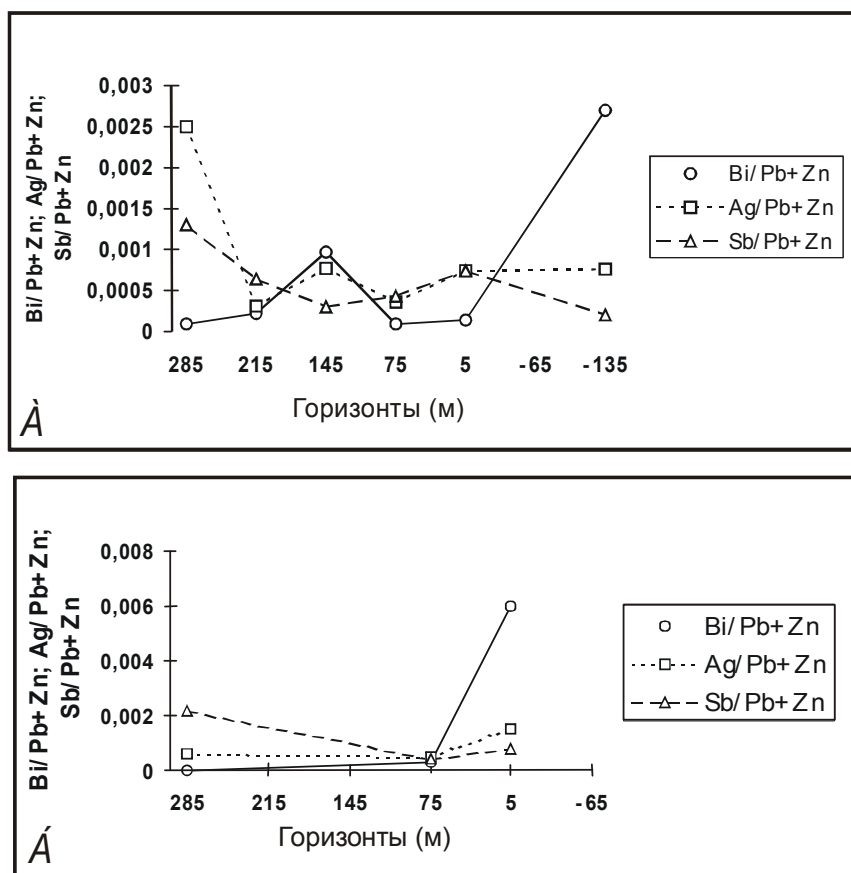 Bi/Pb+Zn; Ag/Pb+Zn;
Sb/Pb+Zn
0,003
0,0025
0,002
0,0015
0,001
0,0005
0
285 215 145 75 5 -65 -135
Горизонты (м)
Bi/Pb+Zn
Ag/Pb+Zn
Sb/Pb+Zn
À
Bi/Pb+Zn; Ag/Pb+Zn;
Sb/Pb+Zn
0,008
0,006
0,004
0,002
0
285 215 145 75 5 -65
Горизонты (м)
Bi/Pb+Zn
Ag/Pb+Zn
Sb/Pb+Zn
Á